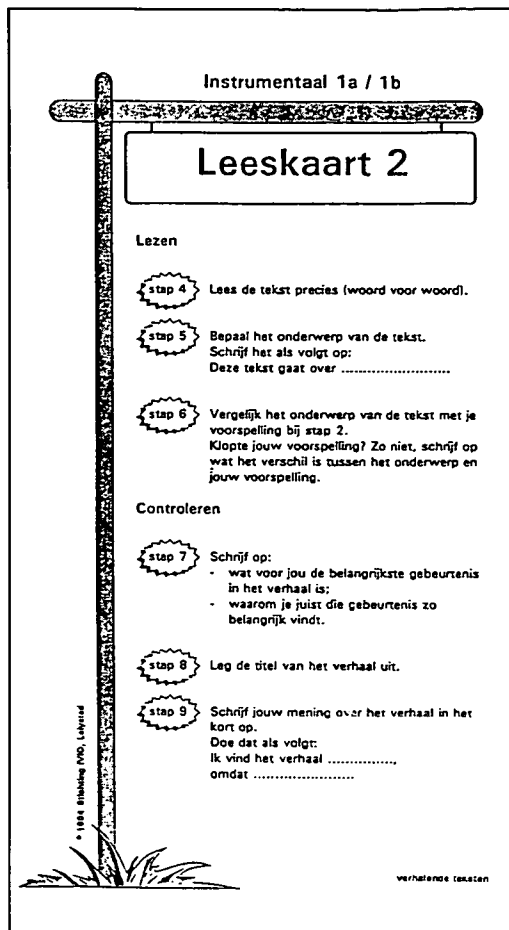 Instrumentaal 1a / 1b
Leeskaart 2
Lezen
stap 4 Lees de tekst precies (woord voor woord).
stap 5 Bepaal het onderwerp van de tekst.
Schrijf het als volgt op:
Deze tekst gaat over ..........................
stap 6 Vergelijk het onderwerp van de tekst met je
voorspelling bij stap 2.
Klopte jouw voorspelling? Zo niet, schrijf op
wat het verschil is tussen het onderwerp en
jouw voorspelling.
Controleren
stap 7 Schrijf op:
- wat voor jou de belangrijkste gebeurtenis
in het verhaal is;
- waarom je juist die gebeurtenis zo
belangrijk vindt.
stap 8 Leg de titel van het verhaal uit.
stap 9 Schrijf jouw mening over het verhaal in het
kort op.
Doe dat als volgt:
Ik vind het verhaal ...............,
omdat .......................
© 1994 Stichting IVIO, Lelystad
verhalende teksten